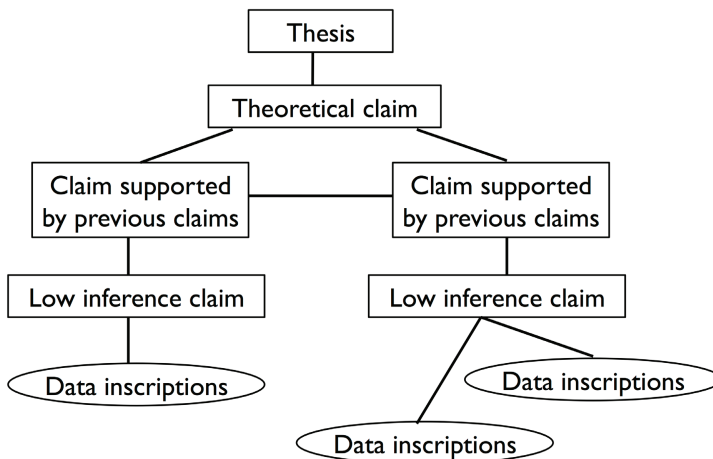 Thesis
Theoretical claim
Claim supported
by previous claims
Claim supported
by previous claims
Low inference claim
Low inference claim
Data inscriptions
Data inscriptions
Data inscriptions